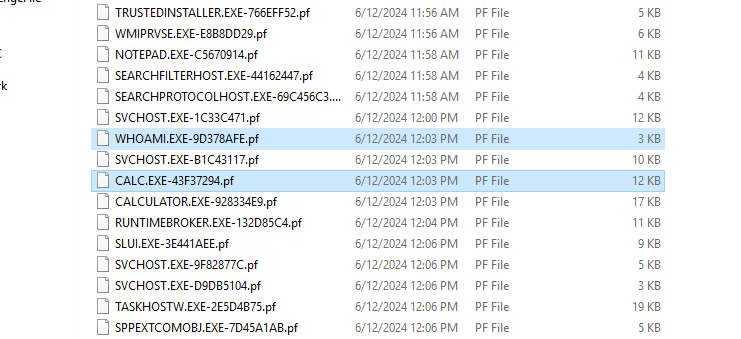 TRUSTEDINSTALLER.EXE-766EFF52.pf 6/12/2024 11:56 AM PF File 5 KB
WMIPRVSE.EXE-E8B8DD29.pf 6/12/2024 11:56 AM PF File 6 KB
NOTEPAD.EXE-C5670914.pf 6/12/2024 11:58 AM PF File 11 KB
SEARCHFILTERHOST.EXE-44162447.pf 6/12/2024 11:58 AM PF File 4 KB
SEARCHPROTOCOLHOST.EXE-69C456C3.... 6/12/2024 11:58 AM PF File 4 KB
SVCHOST.EXE-1C33C471.pf 6/12/2024 12:00 PM PF File 12 KB
WHOAMI.EXE-9D378AFE.pf 6/12/2024 12:03 PM PF File 3 KB
SVCHOST.EXE-B1C43117.pf 6/12/2024 12:03 PM PF File 10 KB
CALC.EXE-43F37294.pf 6/12/2024 12:03 PM PF File 12 KB
CALCULATOR.EXE-928334E9.pf 6/12/2024 12:03 PM PF File 17 KB
RUNTIMEBROKER.EXE-132D85C4.pf 6/12/2024 12:04 PM PF File 11 KB
SLUI.EXE-3E441AEE.pf 6/12/2024 12:06 PM PF File 9 KB
SVCHOST.EXE-9F82877C.pf 6/12/2024 12:06 PM PF File 5 KB
SVCHOST.EXE-D9DB5104.pf 6/12/2024 12:06 PM PF File 3 KB
TASKHOSTW.EXE-2E5D4B75.pf 6/12/2024 12:06 PM PF File 19 KB
SPPEXTCOMOBJ.EXE-7D45A1AB.pf 6/12/2024 12:06 PM PF File 5 KB